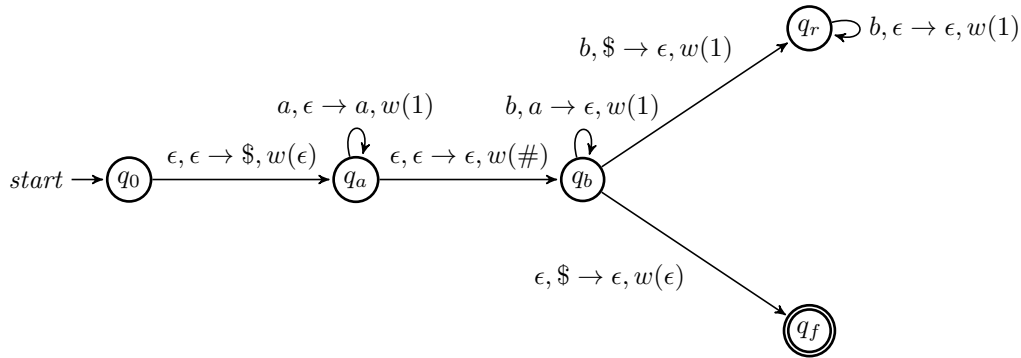 q_r
b, ϵ → ϵ, w(1)
b, $ → ϵ, w(1)
a, ϵ → a, w(1)
b, a → ϵ, w(1)
ϵ, ϵ → $, w(ϵ)
ϵ, ϵ → ϵ, w(#)
start
q_0
q_a
q_b
ϵ, $ → ϵ, w(ϵ)
q_f